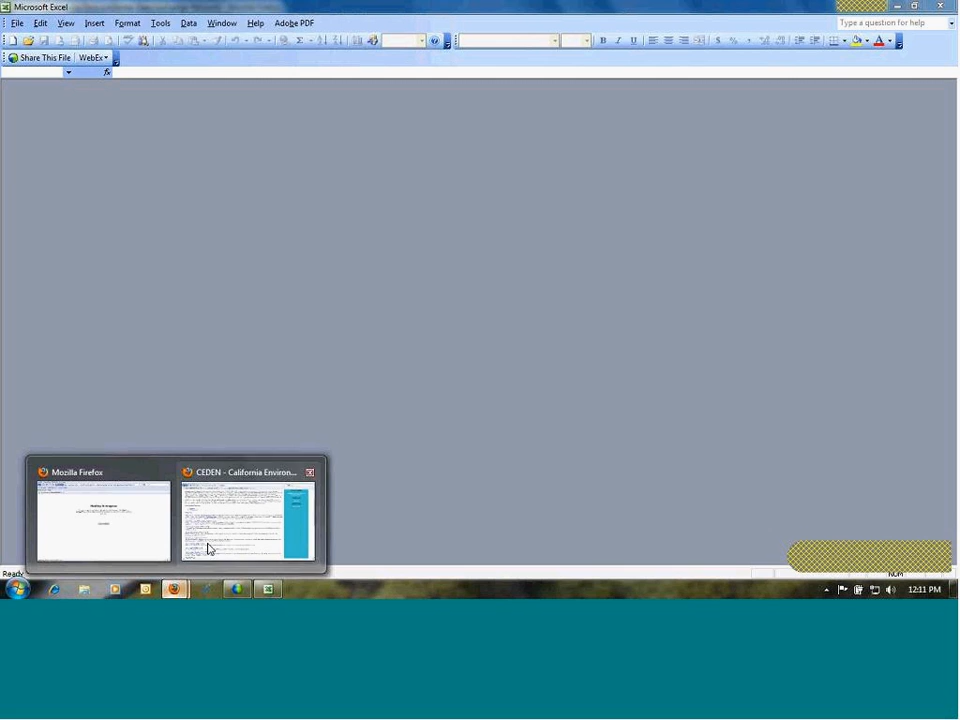 Microsoft Excel
File Edit View Insert Format Tools Data Window Help Adobe PDF
Type a question for help
Share This File WebEx
fx
Mozilla Firefox
CEDEN - California Environ...
Ready
NUM
12:11 PM